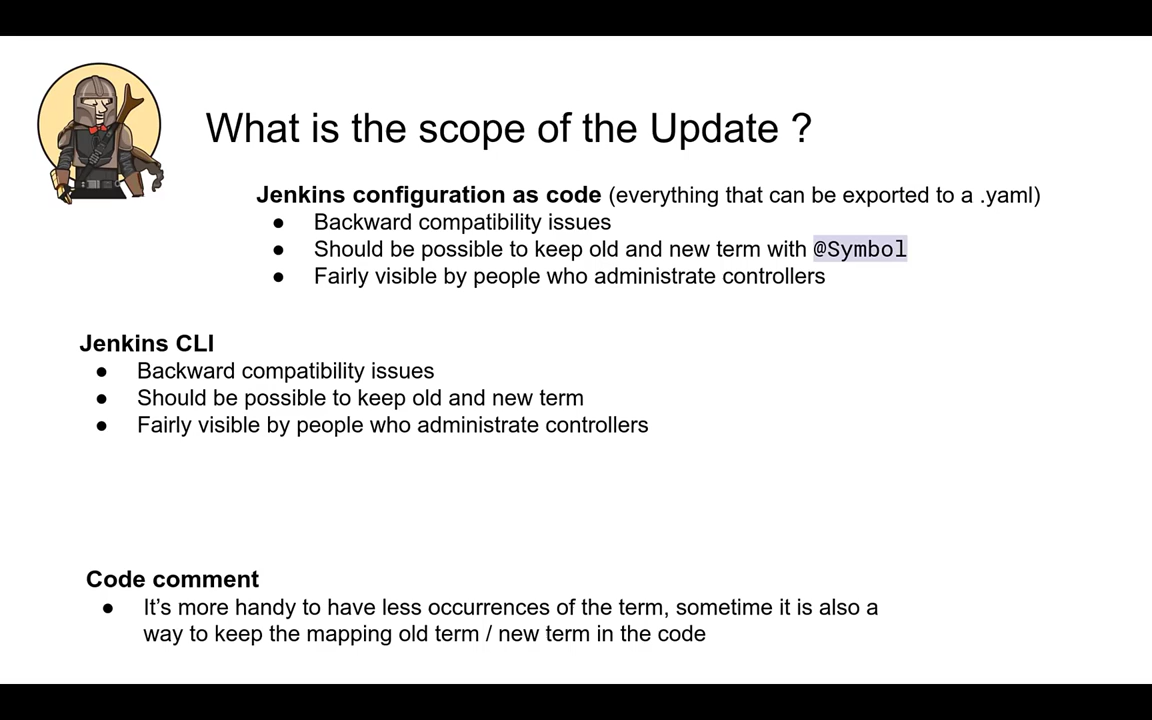 What is the scope of the Update ?
Jenkins configuration as code (everything that can be exported to a .yaml)
● Backward compatibility issues
● Should be possible to keep old and new term with @Symbol
● Fairly visible by people who administrate controllers
Jenkins CLI
● Backward compatibility issues
● Should be possible to keep old and new term
● Fairly visible by people who administrate controllers
Code comment
● It’s more handy to have less occurrences of the term, sometime it is also a
way to keep the mapping old term / new term in the code